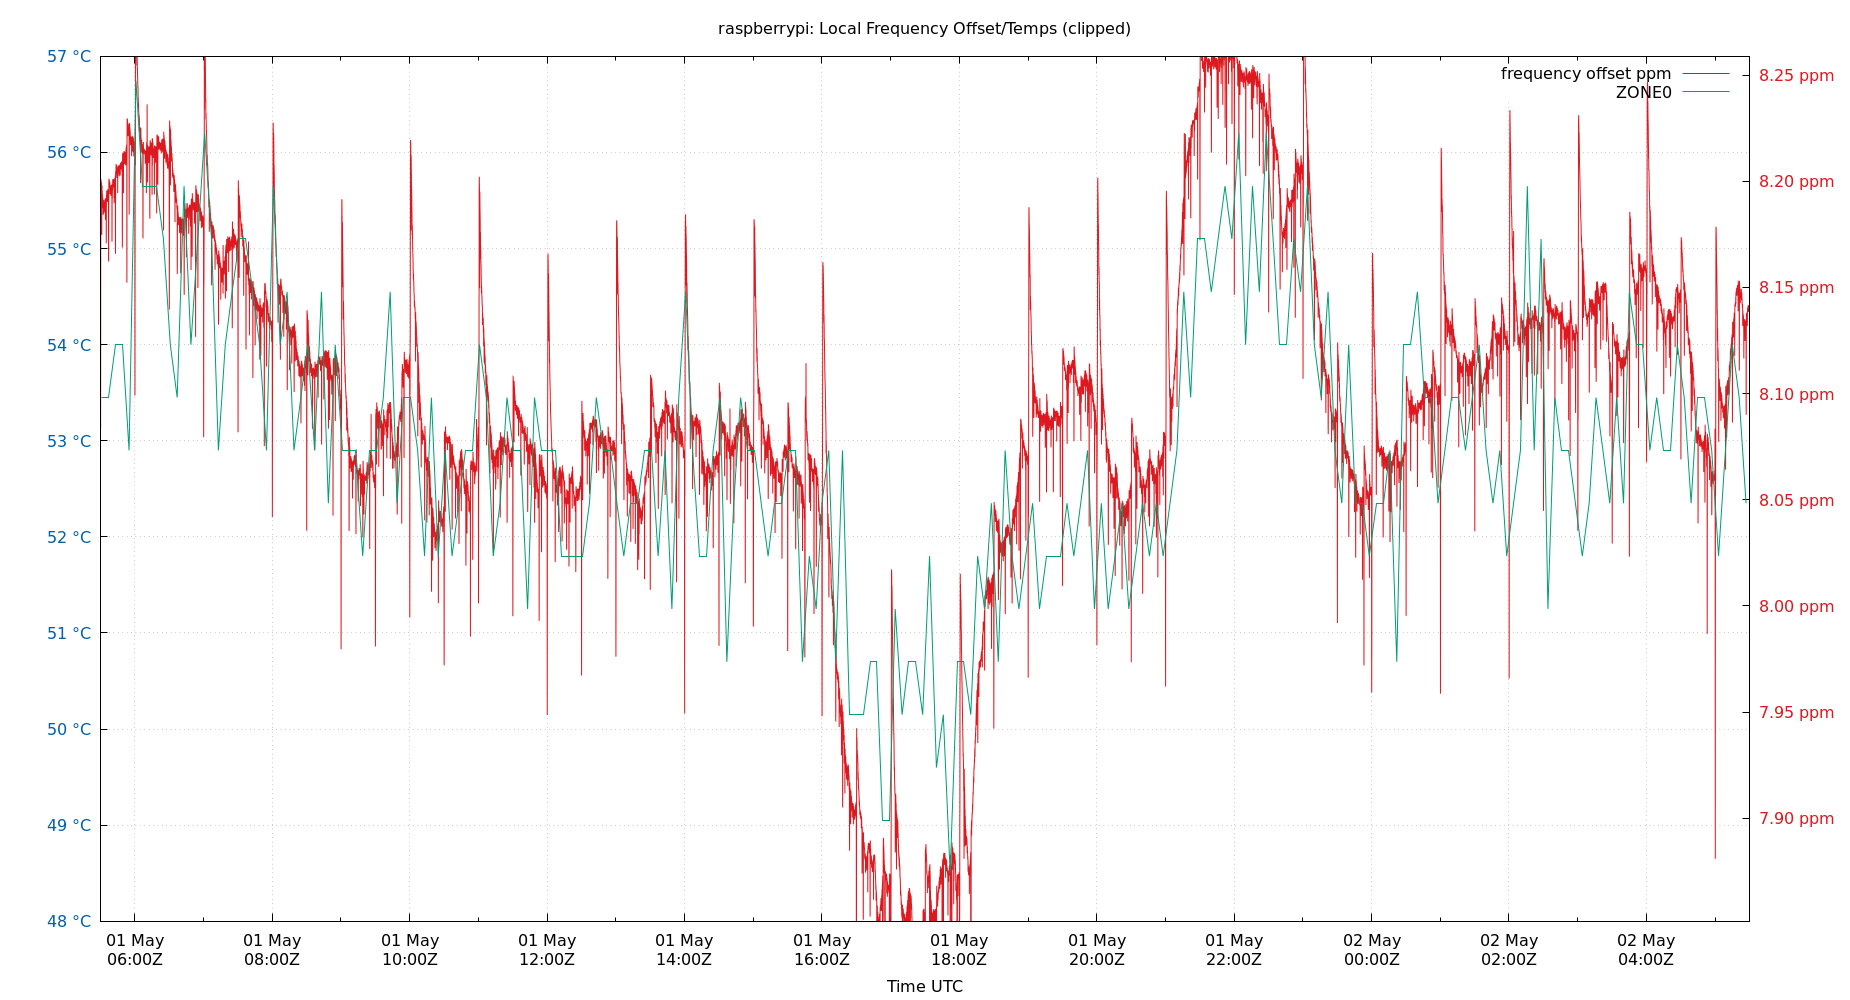 raspberrypi: Local Frequency Offset/Temps (clipped)
57 °C
56 °C
55 °C
54 °C
53 °C
52 °C
51 °C
50 °C
49 °C
48 °C
frequency offset ppm
ZONE0
8.25 ppm
8.20 ppm
8.15 ppm
8.10 ppm
8.05 ppm
8.00 ppm
7.95 ppm
7.90 ppm
01 May 01 May 01 May 01 May 01 May 01 May 01 May 01 May 01 May 02 May 02 May 02 May
06:00Z 08:00Z 10:00Z 12:00Z 14:00Z 16:00Z 18:00Z 20:00Z 22:00Z 00:00Z 02:00Z 04:00Z
Time UTC